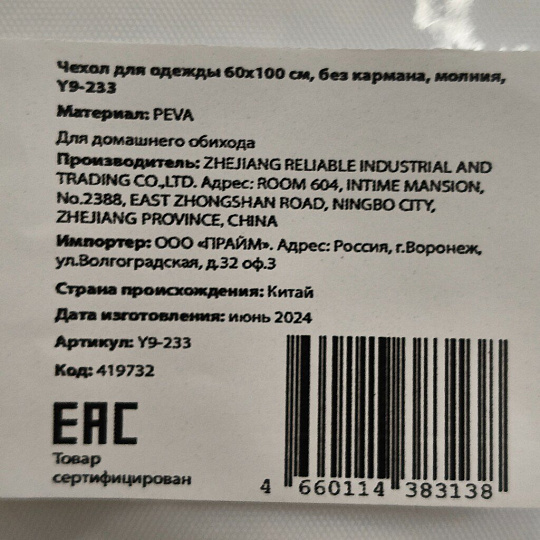 Чехол для одежды 60х100 см, без кармана, молния,
Y9-233
Материал: PEVA
Для домашнего обихода
Производитель: ZHEJIANG RELIABLE INDUSTRIAL AND
TRADING CO.,LTD. Адрес: ROOM 604, INTIME MANSION,
No.2388, EAST ZHONGSHAN ROAD, NINGBO CITY,
ZHEJIANG PROVINCE, CHINA
Импортер: ООО «ПРАЙМ». Адрес: Россия, г.Воронеж,
ул.Волгоградская, д.32 оф.3
Страна происхождения: Китай
Дата изготовления: июнь 2024
Артикул: Y9-233
Код: 419732
EAC
Товар
сертифицирован
4 660114 383138